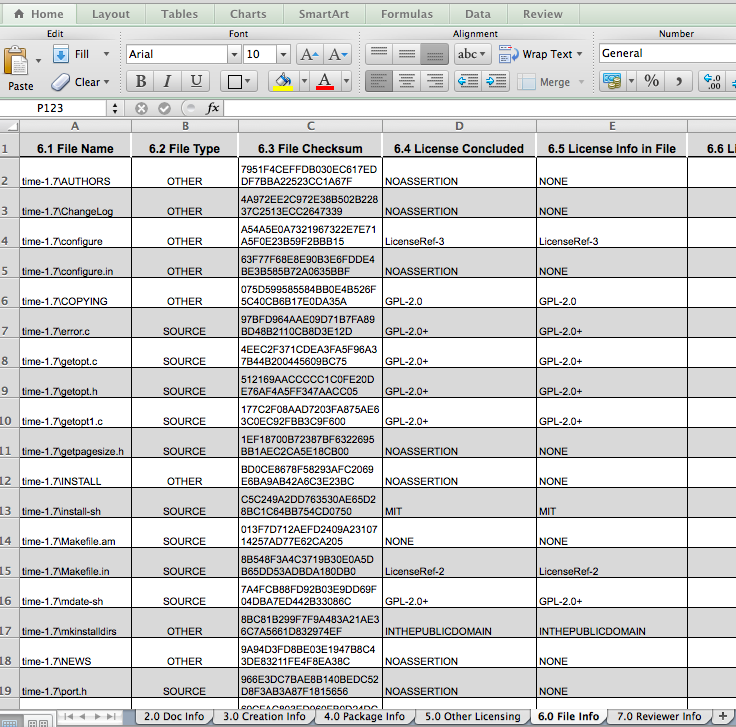 Home Layout Tables Charts SmartArt Formulas Data Review
Edit Font Alignment Number
Fill Arial 10 A A abc Wrap Text General
Paste Clear B I U A Merge % , .0 .00
P123 fx
A B C D E
1 6.1 File Name 6.2 File Type 6.3 File Checksum 6.4 License Concluded 6.5 License Info in File 6.6 Li
7951F4CEFFDB030EC617ED
2 time-1.7\AUTHORS OTHER DF7BBA22523CC1A67F NOASSERTION NONE
4A972EE2C972E38B502B228
3 time-1.7\ChangeLog OTHER 37C2513ECC2647339 NOASSERTION NONE
A54A5E0A7321967322E7E71
4 time-1.7\configure OTHER A5F0E23B59F2BBB15 LicenseRef-3 LicenseRef-3
63F77F68E8E90B3E6FDDE4
5 time-1.7\configure.in OTHER BE3B585B72A0635BBF NOASSERTION NONE
075D599585584BB0E4B526F
6 time-1.7\COPYING OTHER 5C40CB6B17E0DA35A GPL-2.0 GPL-2.0
97BFD964AAE09D71B7FA89
7 time-1.7\error.c SOURCE BD48B2110CB8D3E12D GPL-2.0+ GPL-2.0+
4EEC2F371CDEA3FA5F96A3
8 time-1.7\getopt.c SOURCE 7B44B200445609BC75 GPL-2.0+ GPL-2.0+
512169AACCCCC1C0FE20D
9 time-1.7\getopt.h SOURCE E76AF4A5FF347AACC05 GPL-2.0+ GPL-2.0+
177C2F08AAD7203FA875AE6
10 time-1.7\getopt1.c SOURCE 3C0EC92FBB3C9F600 GPL-2.0+ GPL-2.0+
1EF18700B72387BF6322695
11 time-1.7\getpagesize.h SOURCE BB1AEC2CA5E18CB00 NOASSERTION NONE
BD0CE8678F58293AFC2069
12 time-1.7\INSTALL OTHER E6BA9AB42A6C3E23BC NOASSERTION NONE
C5C249A2DD763530AE65D2
13 time-1.7\install-sh SOURCE 8BC1C64BB754CD0750 MIT MIT
013F7D712AEFD2409A23107
14 time-1.7\Makefile.am SOURCE 14257AD77E62CA205 NONE NONE
8B548F3A4C3719B30E0A5D
15 time-1.7\Makefile.in SOURCE B65DD53ADBDA180DB0 LicenseRef-2 LicenseRef-2
7A4FCB88FD92B03E9DD69F
16 time-1.7\mdate-sh SOURCE 04DBA7ED442B33086C GPL-2.0+ GPL-2.0+
8BC81B299F7F9A483A21AE3
17 time-1.7\mkinstalldirs OTHER 6C7A5661D832974EF INTHEPUBLICDOMAIN INTHEPUBLICDOMAIN
9A94D3FD8BE03E1947B8C4
18 time-1.7\NEWS OTHER 3DE83211FE4F8EA38C NOASSERTION NONE
966E3DC7BAE8B140BEDC52
19 time-1.7\port.h SOURCE D8F3AB3A87F1815656 NOASSERTION NONE
2.0 Doc Info 3.0 Creation Info 4.0 Package Info 5.0 Other Licensing 6.0 File Info 7.0 Reviewer Info